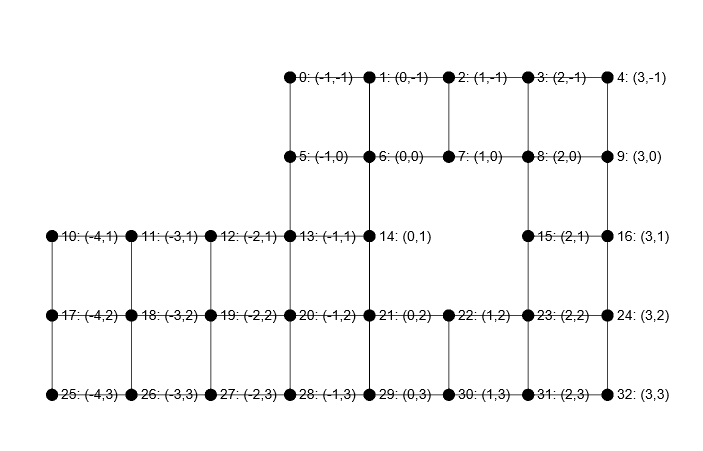 0: (-1,-1) 1: (0,-1) 2: (1,-1) 3: (2,-1) 4: (3,-1)
5: (-1,0) 6: (0,0) 7: (1,0) 8: (2,0) 9: (3,0)
10: (-4,1) 11: (-3,1) 12: (-2,1) 13: (-1,1) 14: (0,1) 15: (2,1) 16: (3,1)
17: (-4,2) 18: (-3,2) 19: (-2,2) 20: (-1,2) 21: (0,2) 22: (1,2) 23: (2,2) 24: (3,2)
25: (-4,3) 26: (-3,3) 27: (-2,3) 28: (-1,3) 29: (0,3) 30: (1,3) 31: (2,3) 32: (3,3)